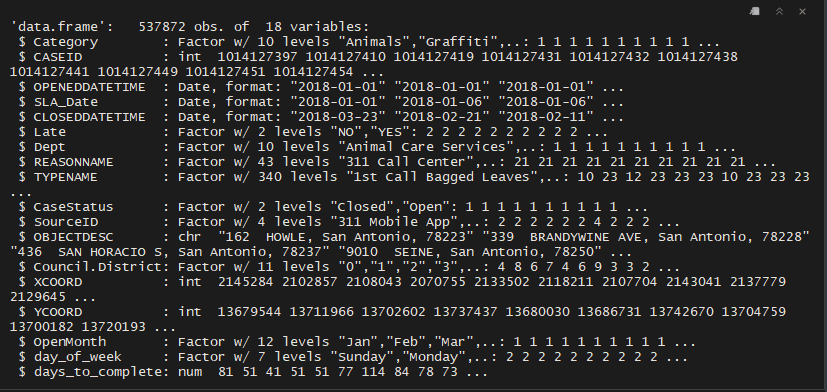 'data.frame':   537872 obs. of  18 variables:
 $ Category        : Factor w/ 10 levels "Animals","Graffiti",..: 1 1 1 1 1 1 1 1 1 1 ...
 $ CASEID          : int  1014127397 1014127410 1014127419 1014127431 1014127432 1014127438
1014127441 1014127449 1014127451 1014127454 ...
 $ OPENEDDATETIME  : Date, format: "2018-01-01" "2018-01-01" "2018-01-01" ...
 $ SLA_Date        : Date, format: "2018-01-01" "2018-01-06" "2018-01-06" ...
 $ CLOSEDDATETIME  : Date, format: "2018-03-23" "2018-02-21" "2018-02-11" ...
 $ Late            : Factor w/ 2 levels "NO","YES": 2 2 2 2 2 2 2 2 2 2 ...
 $ Dept            : Factor w/ 10 levels "Animal Care Services",..: 1 1 1 1 1 1 1 1 1 1 ...
 $ REASONNAME      : Factor w/ 43 levels "311 Call Center",..: 21 21 21 21 21 21 21 21 21 21 ...
 $ TYPENAME        : Factor w/ 340 levels "1st Call Bagged Leaves",..: 10 23 12 23 23 23 10 23 23 23
...
 $ CaseStatus      : Factor w/ 2 levels "Closed","Open": 1 1 1 1 1 1 1 1 1 1 ...
 $ SourceID        : Factor w/ 4 levels "311 Mobile App",..: 2 2 2 2 2 2 4 2 2 2 ...
 $ OBJECTDESC      : chr  "162  HOWLE, San Antonio, 78223" "339  BRANDYWINE AVE, San Antonio, 78228"
"436  SAN HORACIO S, San Antonio, 78237" "9010  SEINE, San Antonio, 78250" ...
 $ Council.District: Factor w/ 11 levels "0","1","2","3",..: 4 8 6 7 4 6 9 3 3 2 ...
 $ XCOORD          : int  2145284 2102857 2108043 2070755 2133502 2118211 2107704 2143041 2137779
2129645 ...
 $ YCOORD          : int  13679544 13711966 13702602 13737437 13680030 13686731 13742670 13704759
13700182 13720193 ...
 $ OpenMonth       : Factor w/ 12 levels "Jan","Feb","Mar",..: 1 1 1 1 1 1 1 1 1 1 ...
 $ day_of_week     : Factor w/ 7 levels "Sunday","Monday",..: 2 2 2 2 2 2 2 2 2 2 ...
 $ days_to_complete: num  81 51 41 51 51 77 114 84 78 73 ...